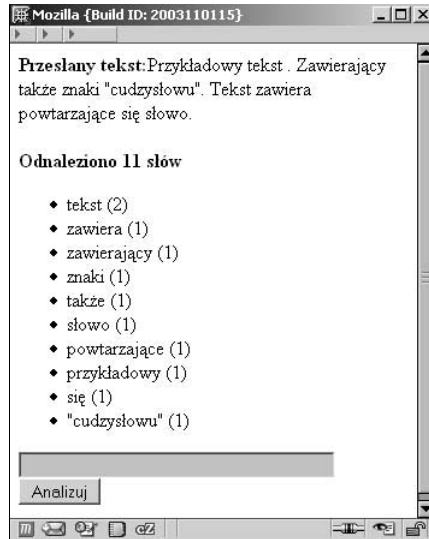 Mozilla {Build ID: 2003110115}
Przesłany tekst:Przykładowy tekst . Zawierający
także znaki "cudzysłowu". Tekst zawiera
powtarzające się słowo.
Odnaleziono 11 słów
• tekst (2)
• zawiera (1)
• zawierający (1)
• znaki (1)
• także (1)
• słowo (1)
• powtarzające (1)
• przykładowy (1)
• się (1)
• "cudzysłowu" (1)
Analizuj